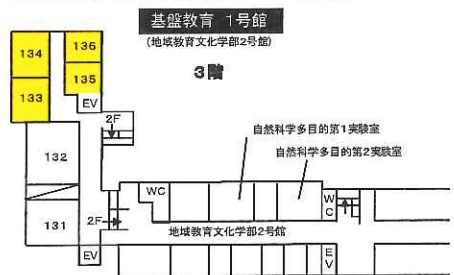 基盤教育 1号館
(地域教育文化学部2号館)
3階
134
136
135
133
EV
2F
132
自然科学多目的第1実験室
自然科学多目的第2実験室
WC
WC
131
2F
地域教育文化学部2号館
EV
EV